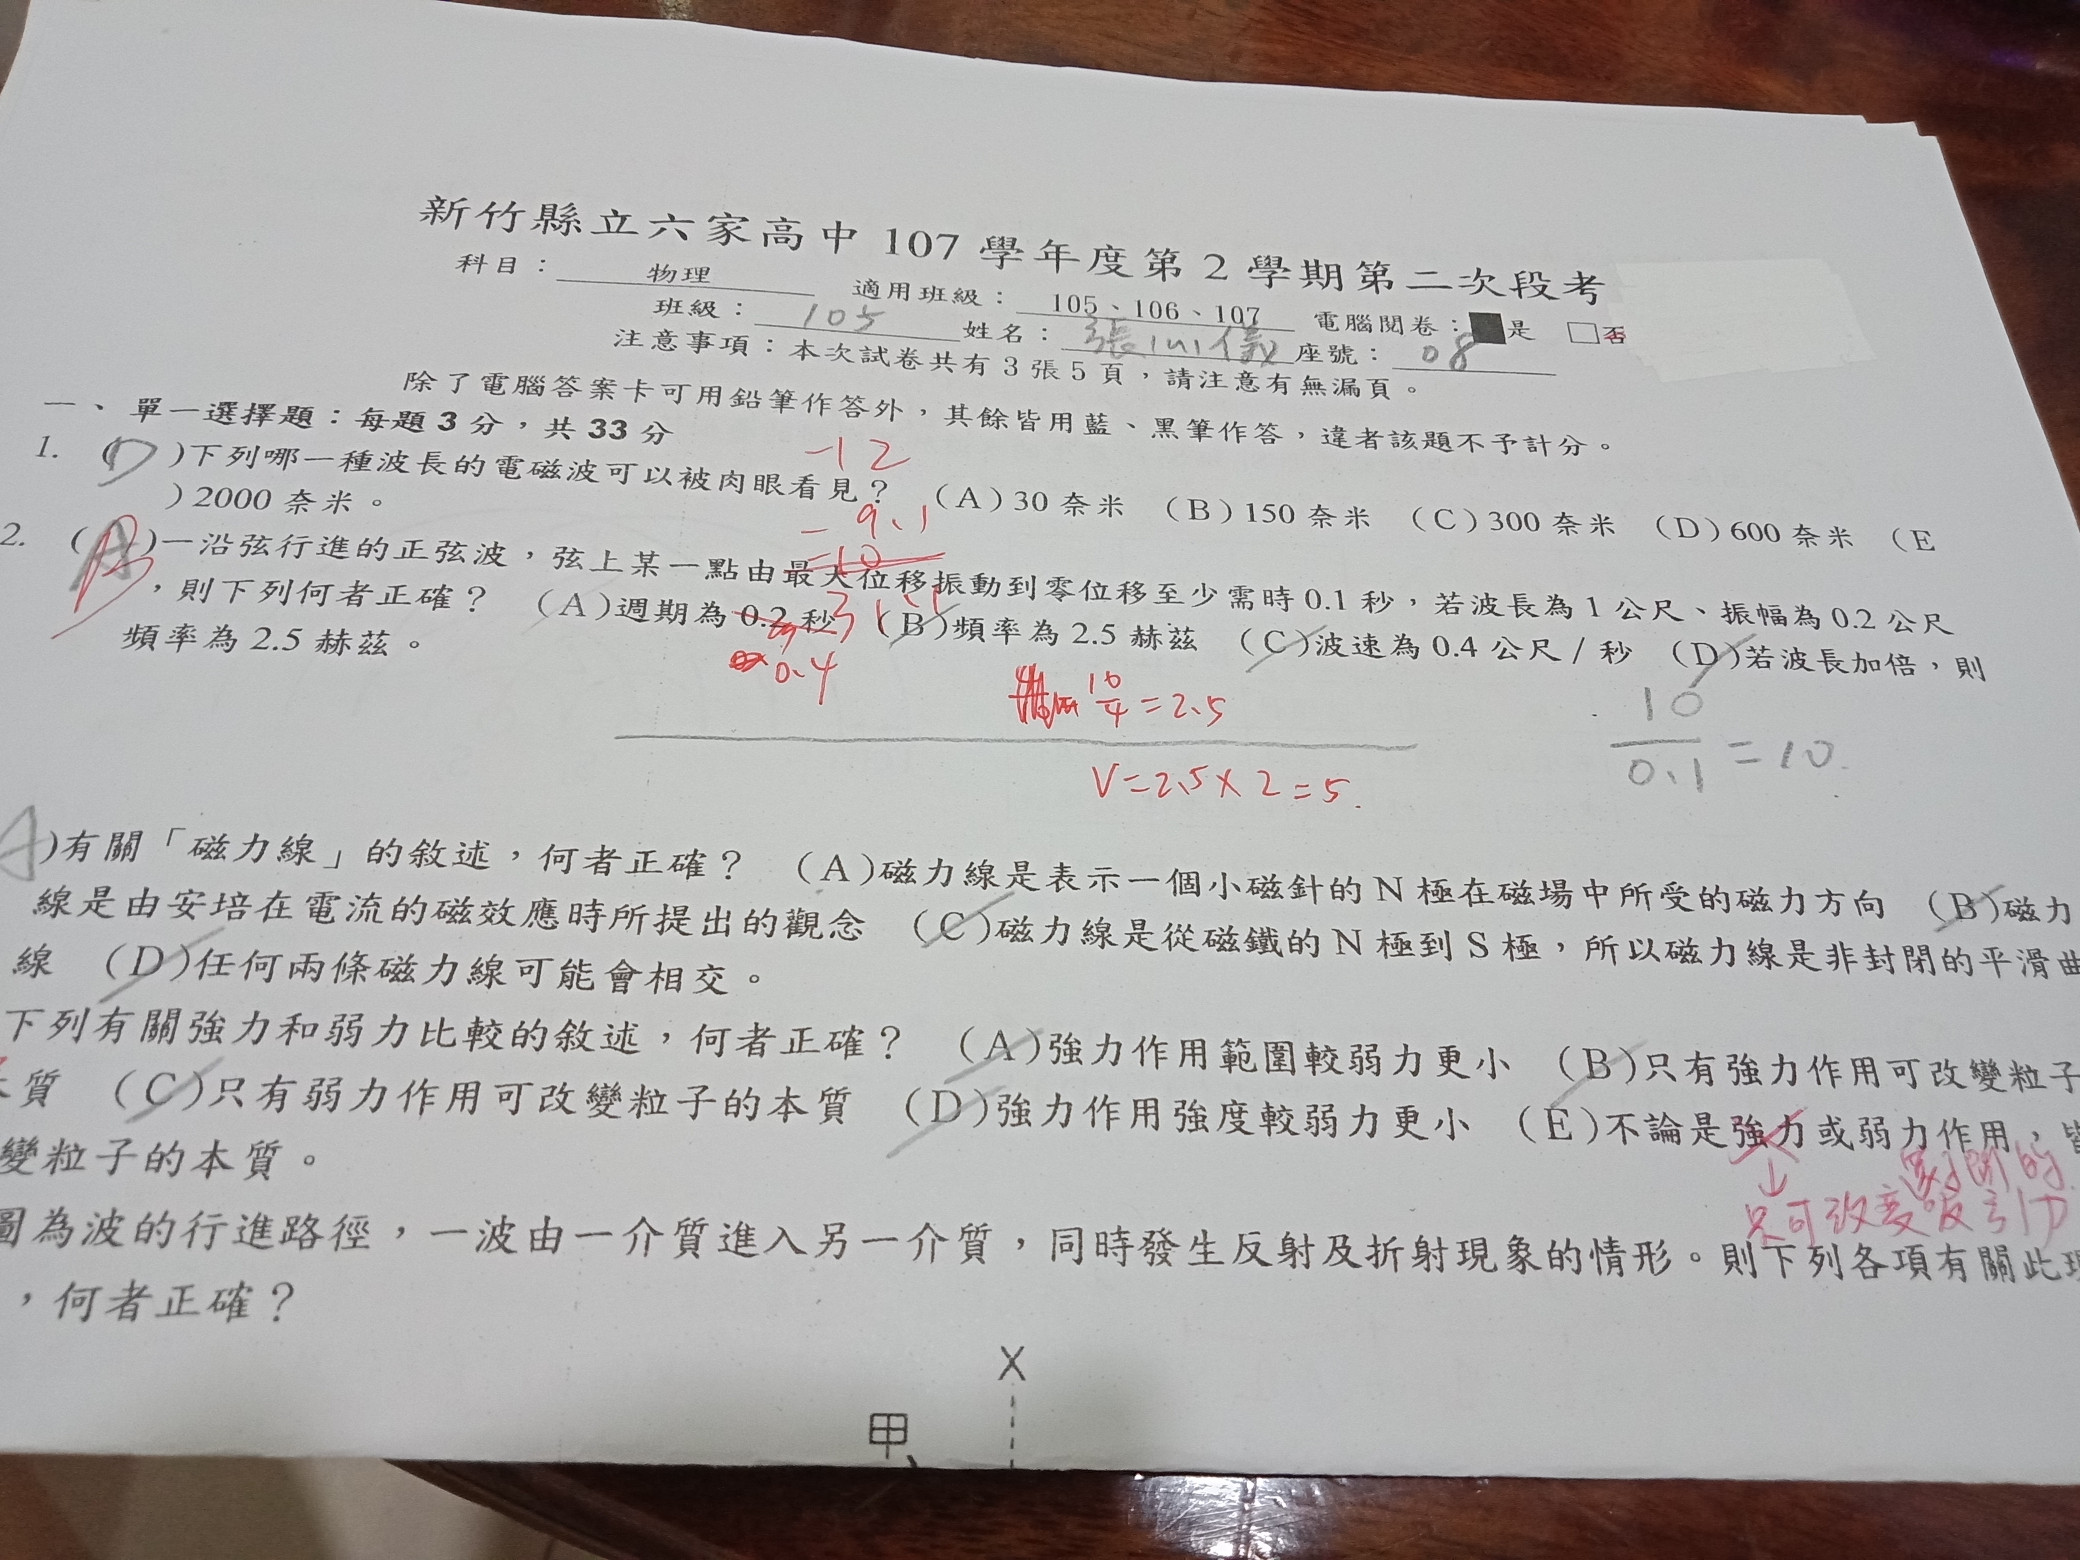 新竹縣立六家高中 107 學年度第 2 學期第二次段考
科目： 物理 適用班級： 105、106、107 電腦閱卷：■是 □否
班級： 105 姓名： 張 儀 座號： 08
注意事項：本次試卷共有 3 張 5 頁，請注意有無漏頁。
除了電腦答案卡可用鉛筆作答外，其餘皆用藍、黑筆作答，違者該題不予計分。
一、單一選擇題：每題 3 分，共 33 分
-12
1. (D)下列哪一種波長的電磁波可以被肉眼看見？ (A)30 奈米 (B)150 奈米 (C)300 奈米 (D)600 奈米 (E
)2000 奈米。
-9.1
-10
2. (A)一沿弦行進的正弦波，弦上某一點由最大位移振動到零位移至少需時 0.1 秒，若波長為 1 公尺、振幅為 0.2 公尺
B
，則下列何者正確？ (A)週期為 0.2 秒 (B)頻率為 2.5 赫茲 (C)波速為 0.4 公尺/秒 (D)若波長加倍，則
頻率為 2.5 赫茲。
0.4
10/4 = 2.5
10/0.1 = 10
V=2.5×2=5.
A)有關「磁力線」的敘述，何者正確？ (A)磁力線是表示一個小磁針的 N 極在磁場中所受的磁力方向 (B)磁力
線是由安培在電流的磁效應時所提出的觀念 (C)磁力線是從磁鐵的 N 極到 S 極，所以磁力線是非封閉的平滑曲
線 (D)任何兩條磁力線可能會相交。
下列有關強力和弱力比較的敘述，何者正確？ (A)強力作用範圍較弱力更小 (B)只有強力作用可改變粒子
本質 (C)只有弱力作用可改變粒子的本質 (D)強力作用強度較弱力更小 (E)不論是強力或弱力作用，皆
變粒子的本質。
↓
只可改變 的吸引力
圖為波的行進路徑，一波由一介質進入另一介質，同時發生反射及折射現象的情形。則下列各項有關此現
，何者正確？
X
甲